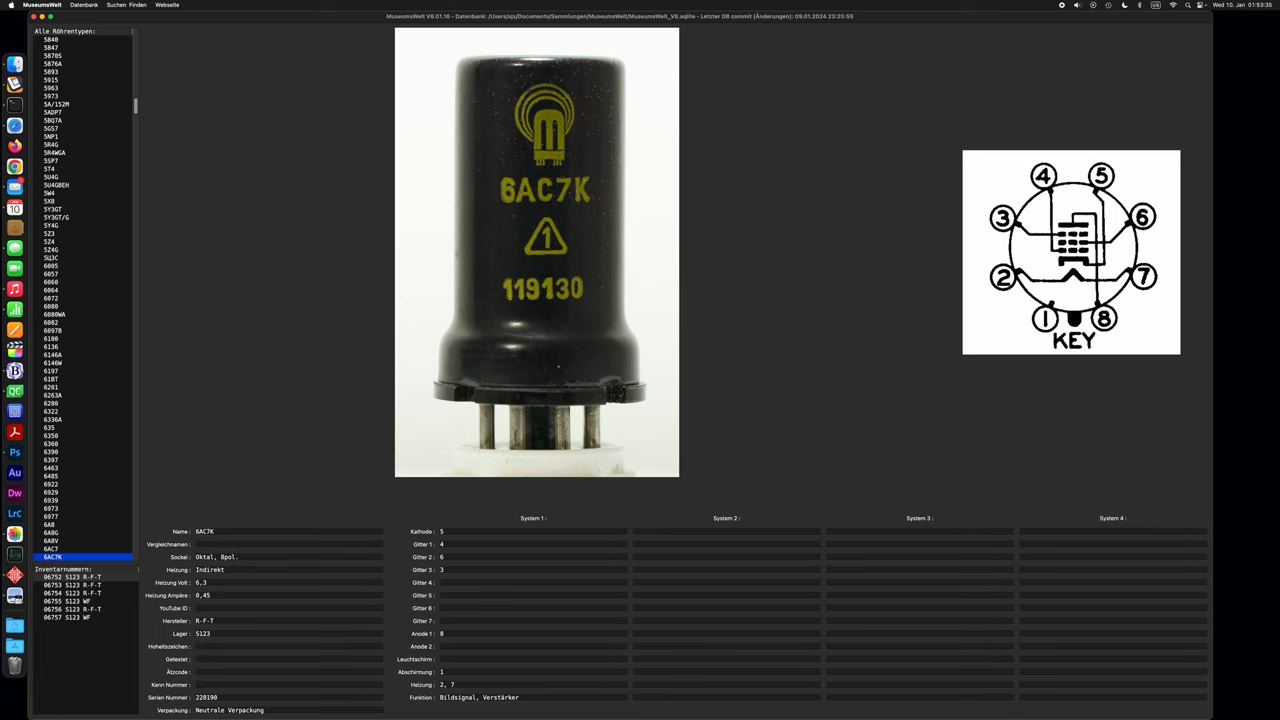 MuseumsWelt Datenbank Suchen Finden Webseite
US
Wed 10. Jan. 01:53:35
MuseumsWelt V6.01.16 - Datenbank: /Users/sjs/Documents/Sammlungen/MuseumsWelt/MuseumsWelt_V6.sqlite - Letzter DB commit (Änderungen): 09.01.2024 23:25:55
Alle Röhrentypen:
5840
5847
5870S
5876A
5893
5915
5963
5973
5A/152M
5ADP7
5BQ7A
5G57
5NP1
5R4G
5R4WGA
5SP7
5T4
5U4G
5U4GBEH
5W4
5X8
5Y3GT
5Y3GT/G
5Y4G
5Z3
5Z4
5Z4G
5Ц3С
6005
6057
6060
6064
6072
6080
6080WA
6082
6097B
6100
6136
6146A
6146W
6197
61BT
6201
6263A
6280
6322
6336A
635
6350
6360
6390
6397
6463
6485
6922
6929
6939
6973
6977
6A8
6A8G
6A8V
6AC7
6AC7K
Inventarnummern:
06752 S123 R-F-T
06753 S123 R-F-T
06754 S123 R-F-T
06755 S123 WF
06756 S123 R-F-T
06757 S123 WF
6AC7K
1
119130
4 5
3 6
2 7
1 8
KEY
System 1 : System 2 : System 3 : System 4 :
Name : 6AC7K
Vergleichnamen :
Sockel : Oktal, 8pol.
Heizung : Indirekt
Heizung Volt : 6,3
Heizung Ampère : 0,45
YouTube ID :
Hersteller : R-F-T
Lager : S123
Hoheitszeichen :
Getestet :
Ätzcode :
Kenn Nummer :
Serien Nummer : 228190
Verpackung : Neutrale Verpackung
Kathode : 5
Gitter 1 : 4
Gitter 2 : 6
Gitter 3 : 3
Gitter 4 :
Gitter 5 :
Gitter 6 :
Gitter 7 :
Anode 1 : 8
Anode 2 :
Leuchtschirm :
Abschirmung : 1
Heizung : 2, 7
Funktion : Bildsignal, Verstärker
JAN
10
QC
Ps
Au
Dw
LrC